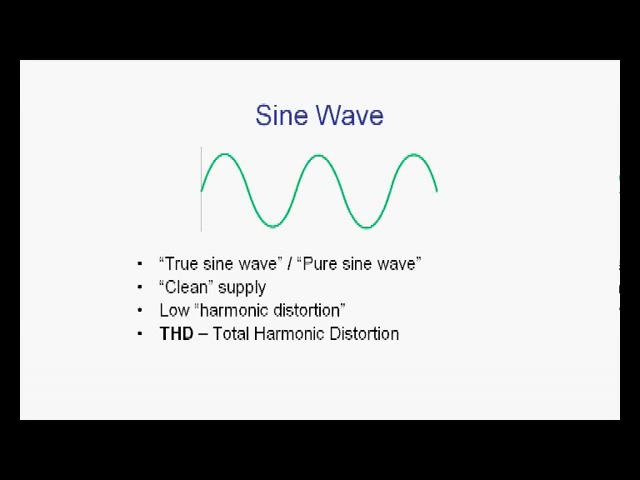 Sine Wave
• “True sine wave” / “Pure sine wave”
• “Clean” supply
• Low “harmonic distortion”
• THD – Total Harmonic Distortion